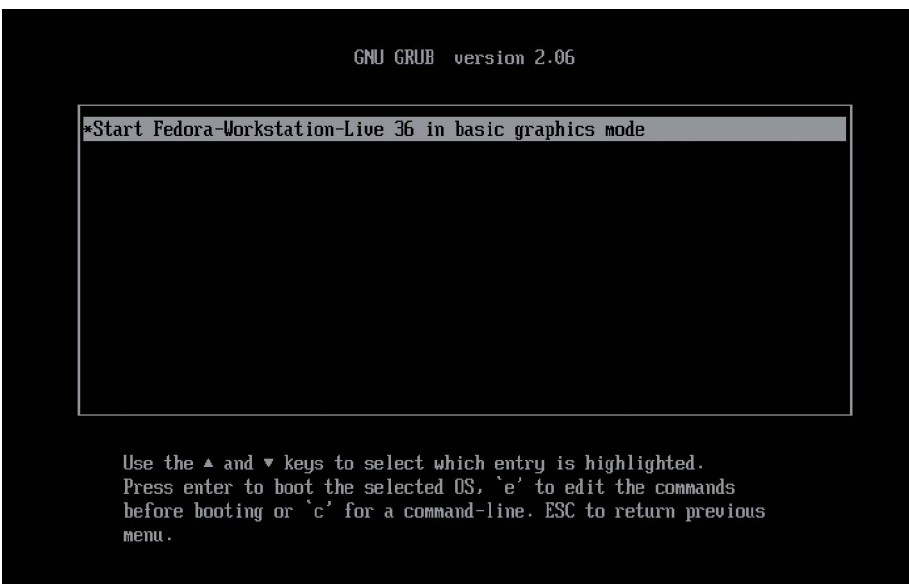 GNU GRUB  version 2.06
*Start Fedora-Workstation-Live 36 in basic graphics mode
Use the ▲ and ▼ keys to select which entry is highlighted.
Press enter to boot the selected OS, `e' to edit the commands
before booting or `c' for a command-line. ESC to return previous
menu.